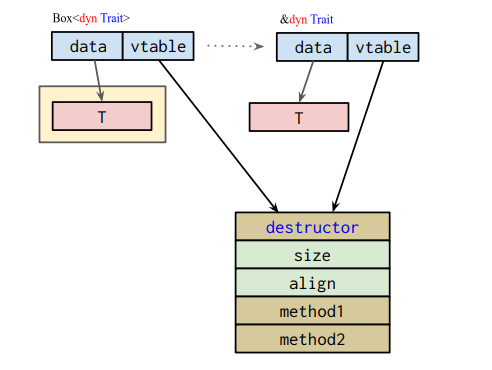 Box<dyn Trait>
&dyn Trait
data vtable
data vtable
T
T
destructor
size
align
method1
method2